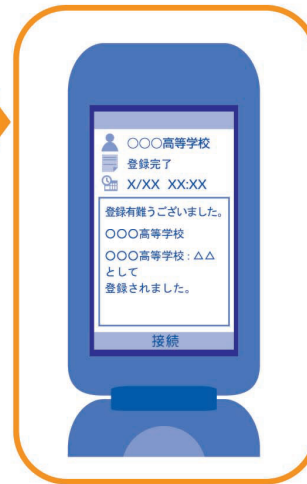 ○○○高等学校
登録完了
X/XX XX:XX
登録有難うございました。
○○○高等学校
○○○高等学校:△△
として
登録されました。
接続